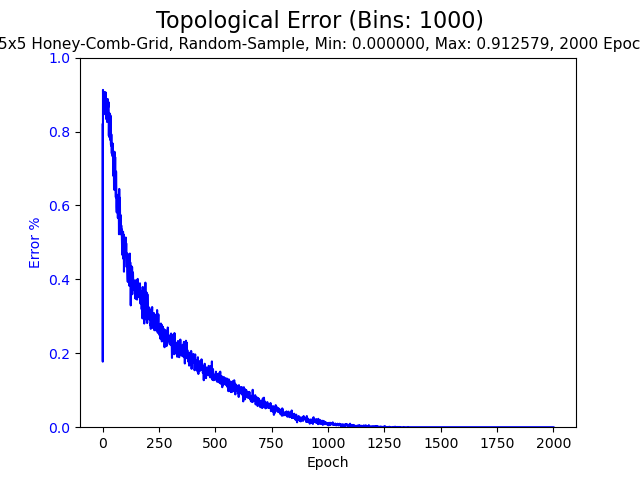 Topological Error (Bins: 1000)
5x5 Honey-Comb-Grid, Random-Sample, Min: 0.000000, Max: 0.912579, 2000 Epoc
1.0
0.8
0.6
0.4
0.2
0.0
Error %
0 250 500 750 1000 1250 1500 1750 2000
Epoch